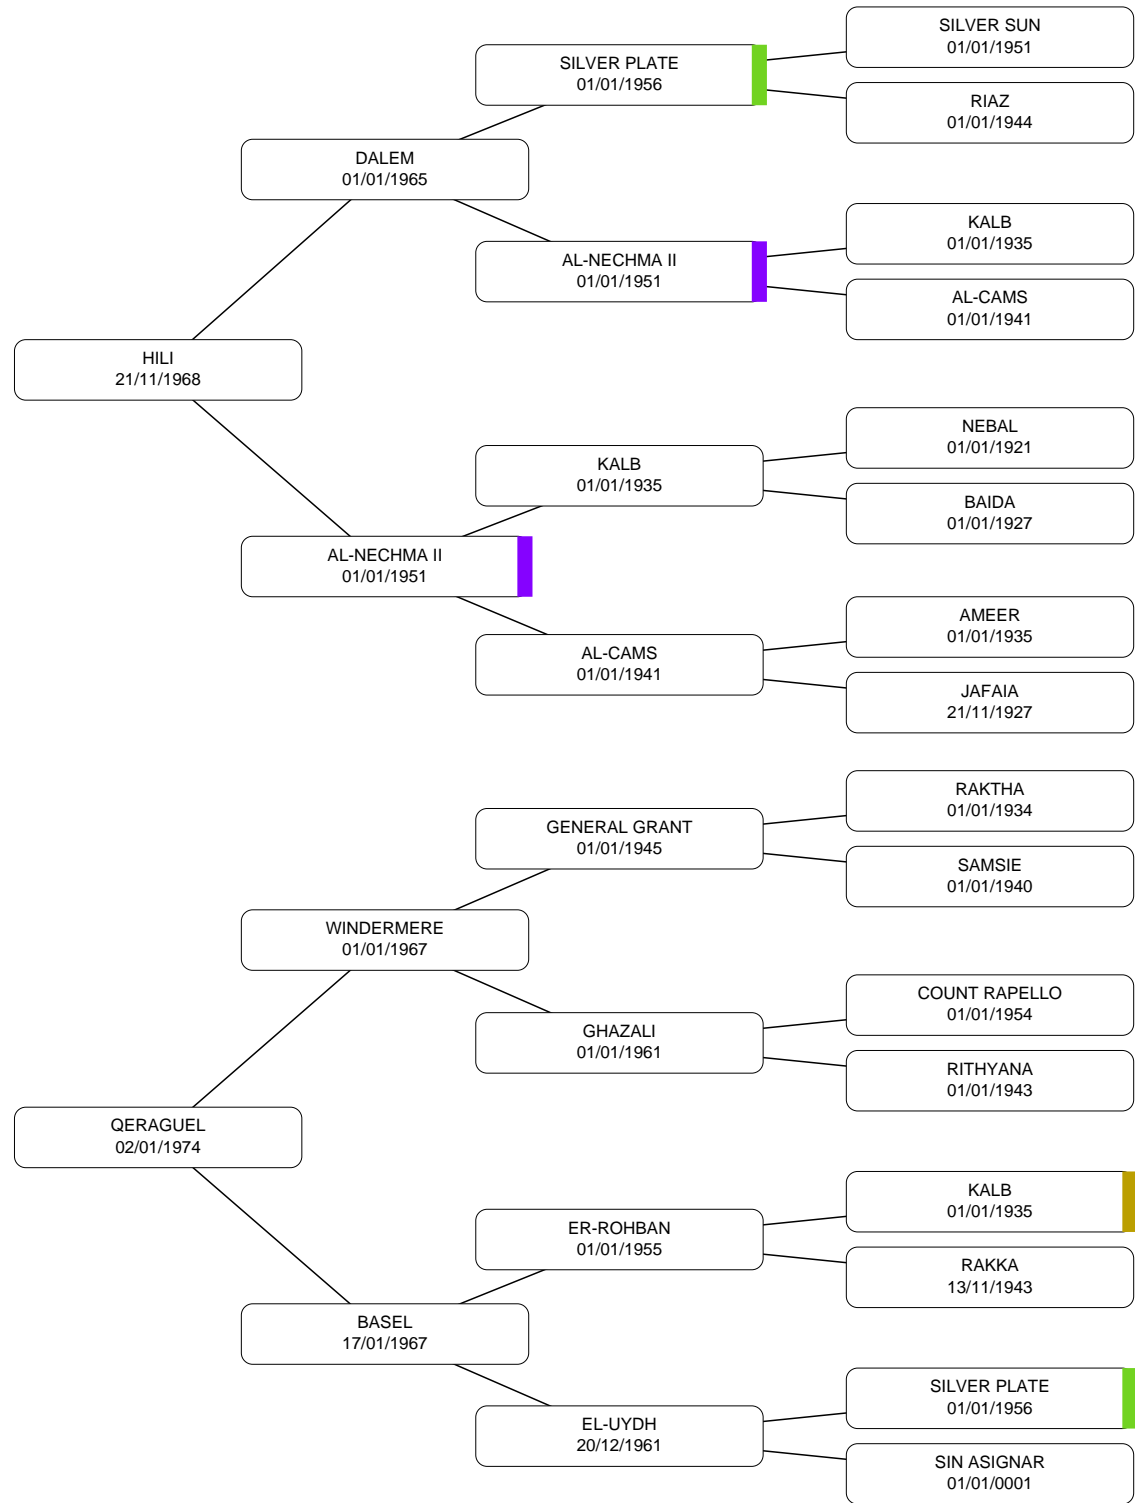 SILVER SUN
01/01/1951
SILVER PLATE
01/01/1956
RIAZ
01/01/1944
DALEM
01/01/1965
KALB
01/01/1935
AL-NECHMA II
01/01/1951
AL-CAMS
01/01/1941
HILI
21/11/1968
NEBAL
01/01/1921
KALB
01/01/1935
BAIDA
01/01/1927
AL-NECHMA II
01/01/1951
AMEER
01/01/1935
AL-CAMS
01/01/1941
JAFAIA
21/11/1927
RAKTHA
01/01/1934
GENERAL GRANT
01/01/1945
SAMSIE
01/01/1940
WINDERMERE
01/01/1967
COUNT RAPELLO
01/01/1954
GHAZALI
01/01/1961
RITHYANA
01/01/1943
QERAGUEL
02/01/1974
KALB
01/01/1935
ER-ROHBAN
01/01/1955
RAKKA
13/11/1943
BASEL
17/01/1967
SILVER PLATE
01/01/1956
EL-UYDH
20/12/1961
SIN ASIGNAR
01/01/0001